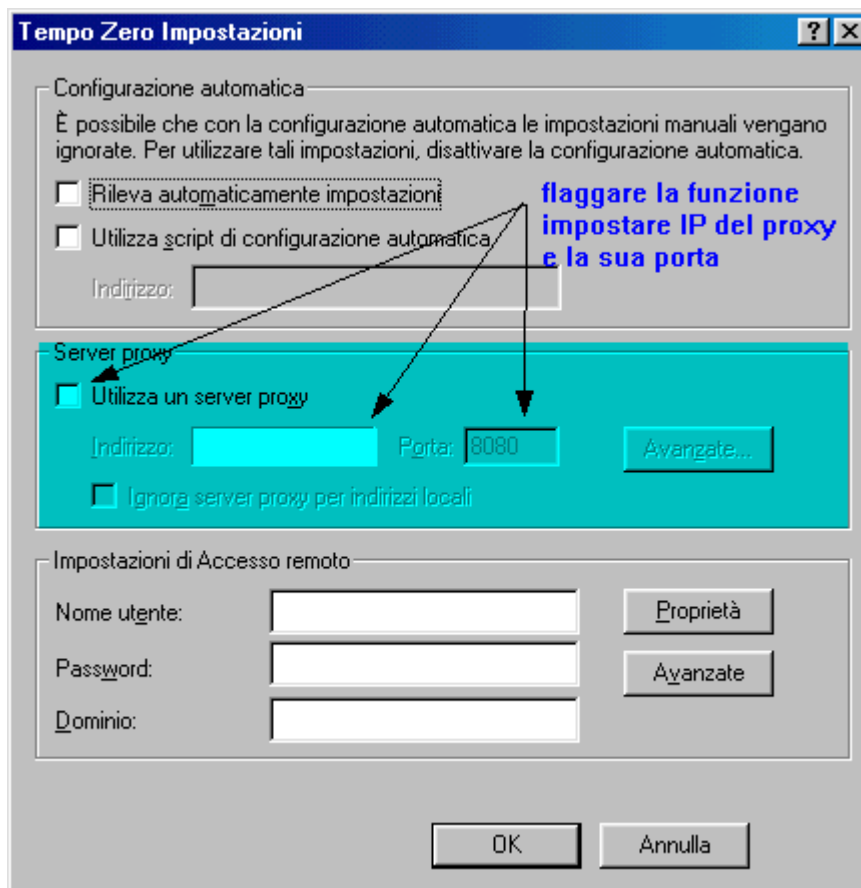 Tempo Zero Impostazioni
Configurazione automatica
È possibile che con la configurazione automatica le impostazioni manuali vengano
ignorate. Per utilizzare tali impostazioni, disattivare la configurazione automatica.
Rileva automaticamente impostazioni
flaggare la funzione
impostare IP del proxy
e la sua porta
Utilizza script di configurazione automatica
Indirizzo:
Server proxy
Utilizza un server proxy
Indirizzo:
Porta: 8080
Avanzate...
Ignora server proxy per indirizzi locali
Impostazioni di Accesso remoto
Nome utente:
Proprietà
Password:
Avanzate
Dominio:
OK
Annulla